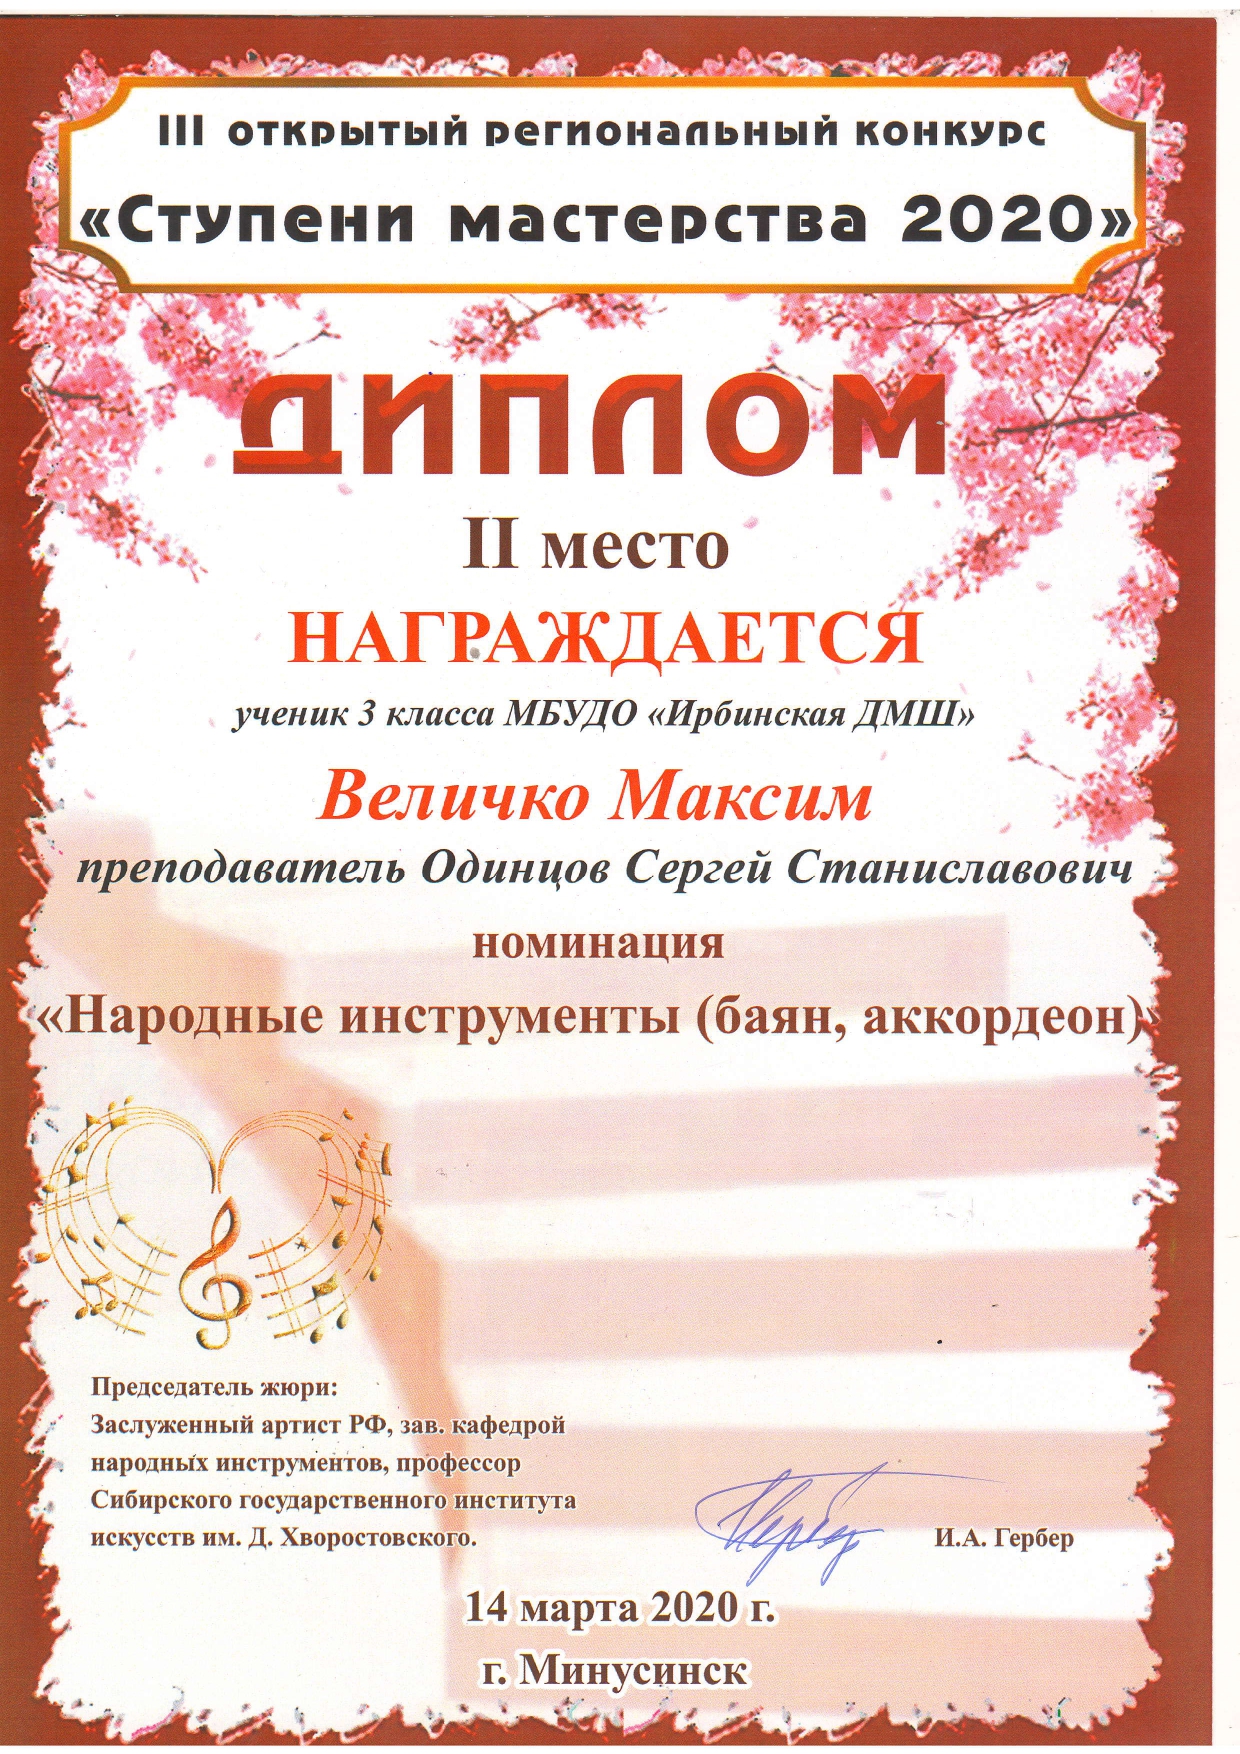 III открытый региональный конкурс
«Ступени мастерства 2020»
ДИПЛОМ
II место
НАГРАЖДАЕТСЯ
ученик 3 класса МБУДО «Ирбинская ДМШ»
Величко Максим
преподаватель Одинцов Сергей Станиславович
номинация
«Народные инструменты (баян, аккордеон)
Председатель жюри:
Заслуженный артист РФ, зав. кафедрой
народных инструментов, профессор
Сибирского государственного института
искусств им. Д. Хворостовского.
И.А. Гербер
14 марта 2020 г.
г. Минусинск